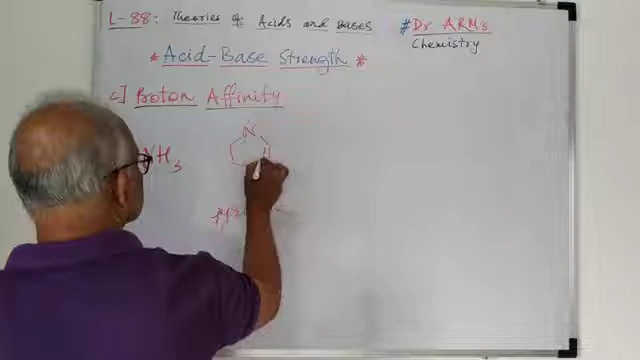 L-88: Theories of Acids and Bases
# Dr ARM's
Chemistry
* Acid-Base Strength *
c] Proton Affinity
NH3
N